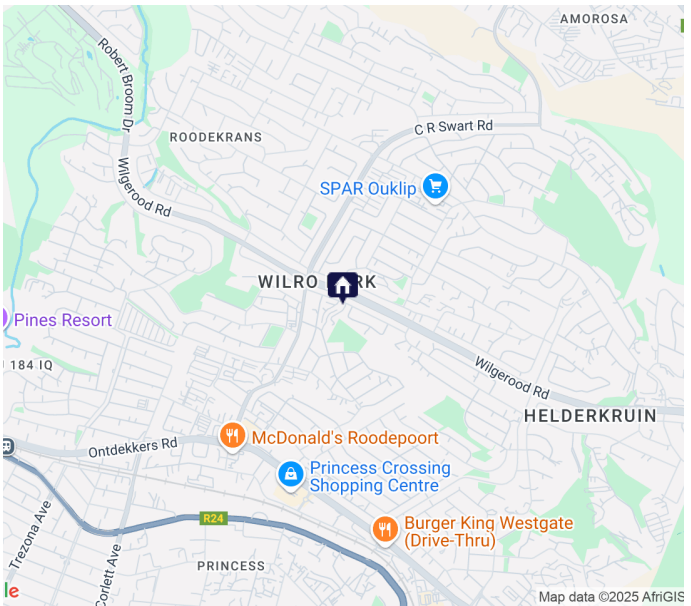 AMOROSA
Robert Broom Dr
ROODEKRANS
C R Swart Rd
Wilgerood Rd
SPAR Ouklip
WILRO
Pines Resort
184 IQ
Wilgerood Rd
HELDERKRUIN
Ontdekkers Rd
McDonald's Roodepoort
Princess Crossing
Shopping Centre
R24
Burger King Westgate
(Drive-Thru)
Trezona Ave
Corlett Ave
PRINCESS
Map data ©2025 AfriGIS